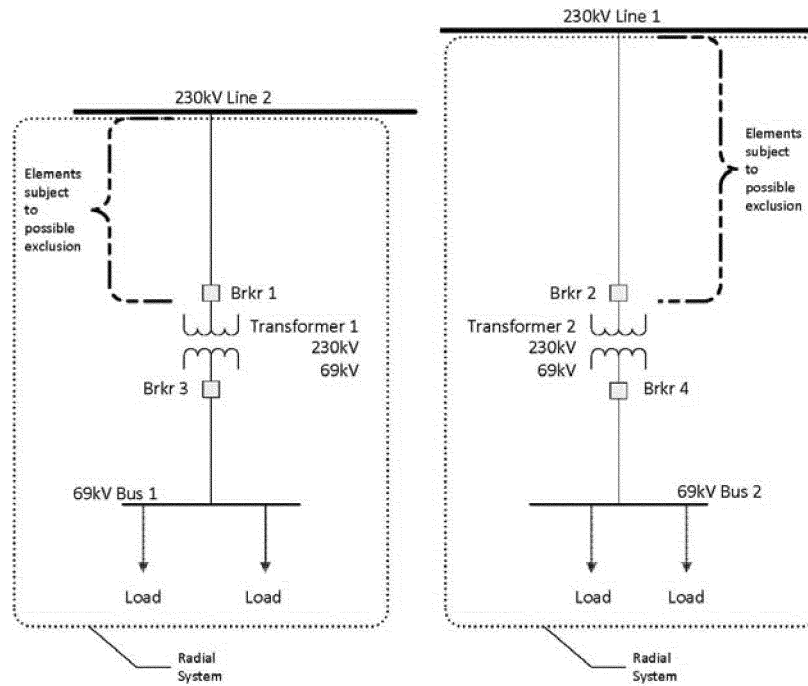 230kV Line 2
Elements
subject
to
possible
exclusion
Brkr 1
Transformer 1
230kV
69kV
Brkr 3
69kV Bus 1
Load Load
Radial
System
230kV Line 1
Elements
subject
to
possible
exclusion
Brkr 2
Transformer 2
230kV
69kV
Brkr 4
69kV Bus 2
Load Load
Radial
System